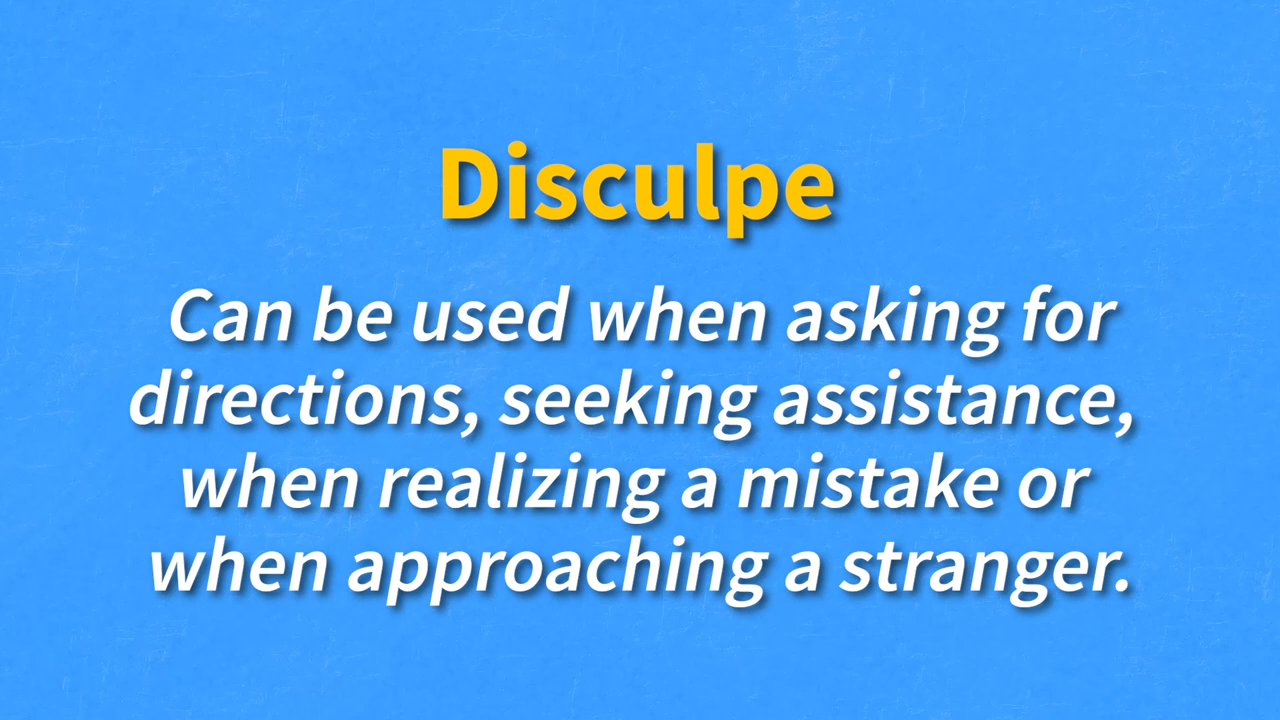 Disculpe
Can be used when asking for
directions, seeking assistance,
when realizing a mistake or
when approaching a stranger.